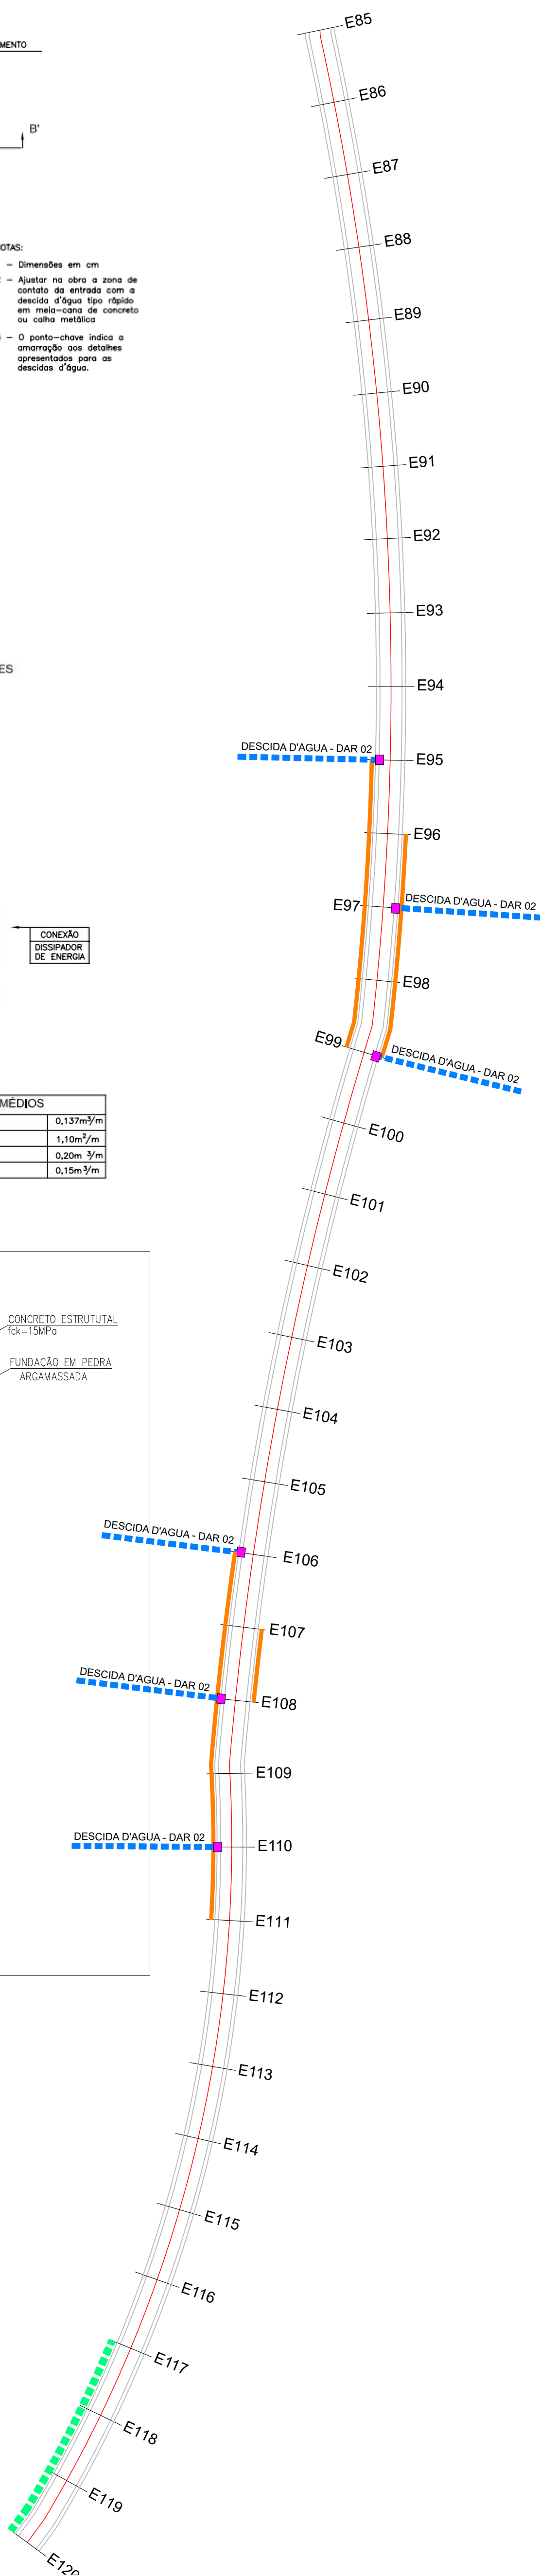 E85
B'
E86
E87
E88
- Dimensões em cm
- Ajustar na obra a zona de
contato da entrada com a
descida d'água tipo rápido
em meia-cana de concreto
ou calha metálica
- O ponto-chave indica a
amarração aos detalhes
apresentados para as
descidas d'água.
E89
E90
E91
E92
E93
E94
DESCIDA D'AGUA - DAR 02
E95
E96
E97
DESCIDA D'AGUA - DAR 02
CONEXÃO
DISSIPADOR
DE ENERGIA
E98
E99
DESCIDA D'AGUA - DAR 02
MÉDIOS
0,137m³/m
1,10m²/m
0,20m ³/m
0,15m³/m
E100
E101
E102
CONCRETO ESTRUTUTAL
fck=15MPa
E103
FUNDAÇÃO EM PEDRA
ARGAMASSADA
E104
E105
DESCIDA D'AGUA - DAR 02
E106
E107
DESCIDA D'AGUA - DAR 02
E108
E109
DESCIDA D'AGUA - DAR 02
E110
E111
E112
E113
E114
E115
E116
E117
E118
E119
E120